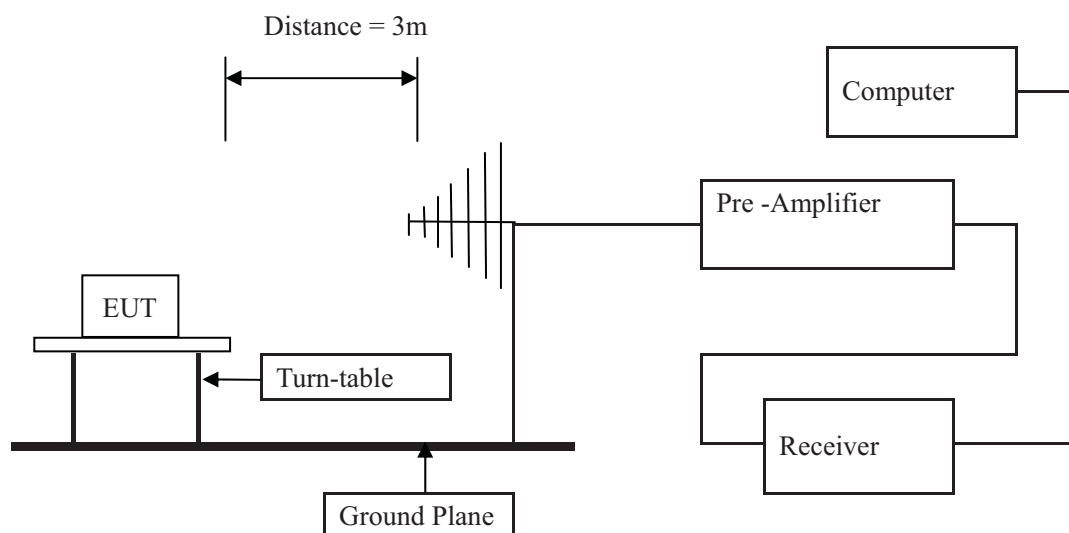 Distance = 3m
Computer
Pre -Amplifier
EUT
Turn-table
Receiver
Ground Plane